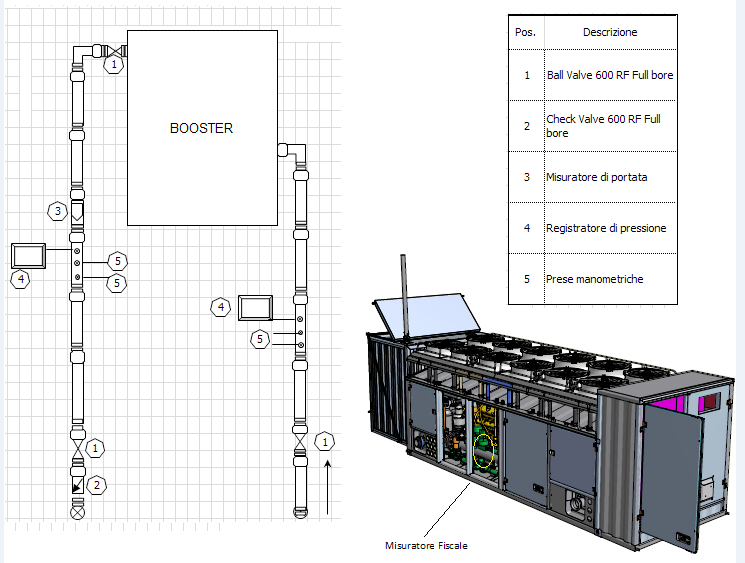 1
BOOSTER
3
4
5
5
4
5
1
1
2
Pos.
Descrizione
1
Ball Valve 600 RF Full bore
2
Check Valve 600 RF Full
bore
3
Misuratore di portata
4
Registratore di pressione
5
Prese manometriche
Misuratore Fiscale